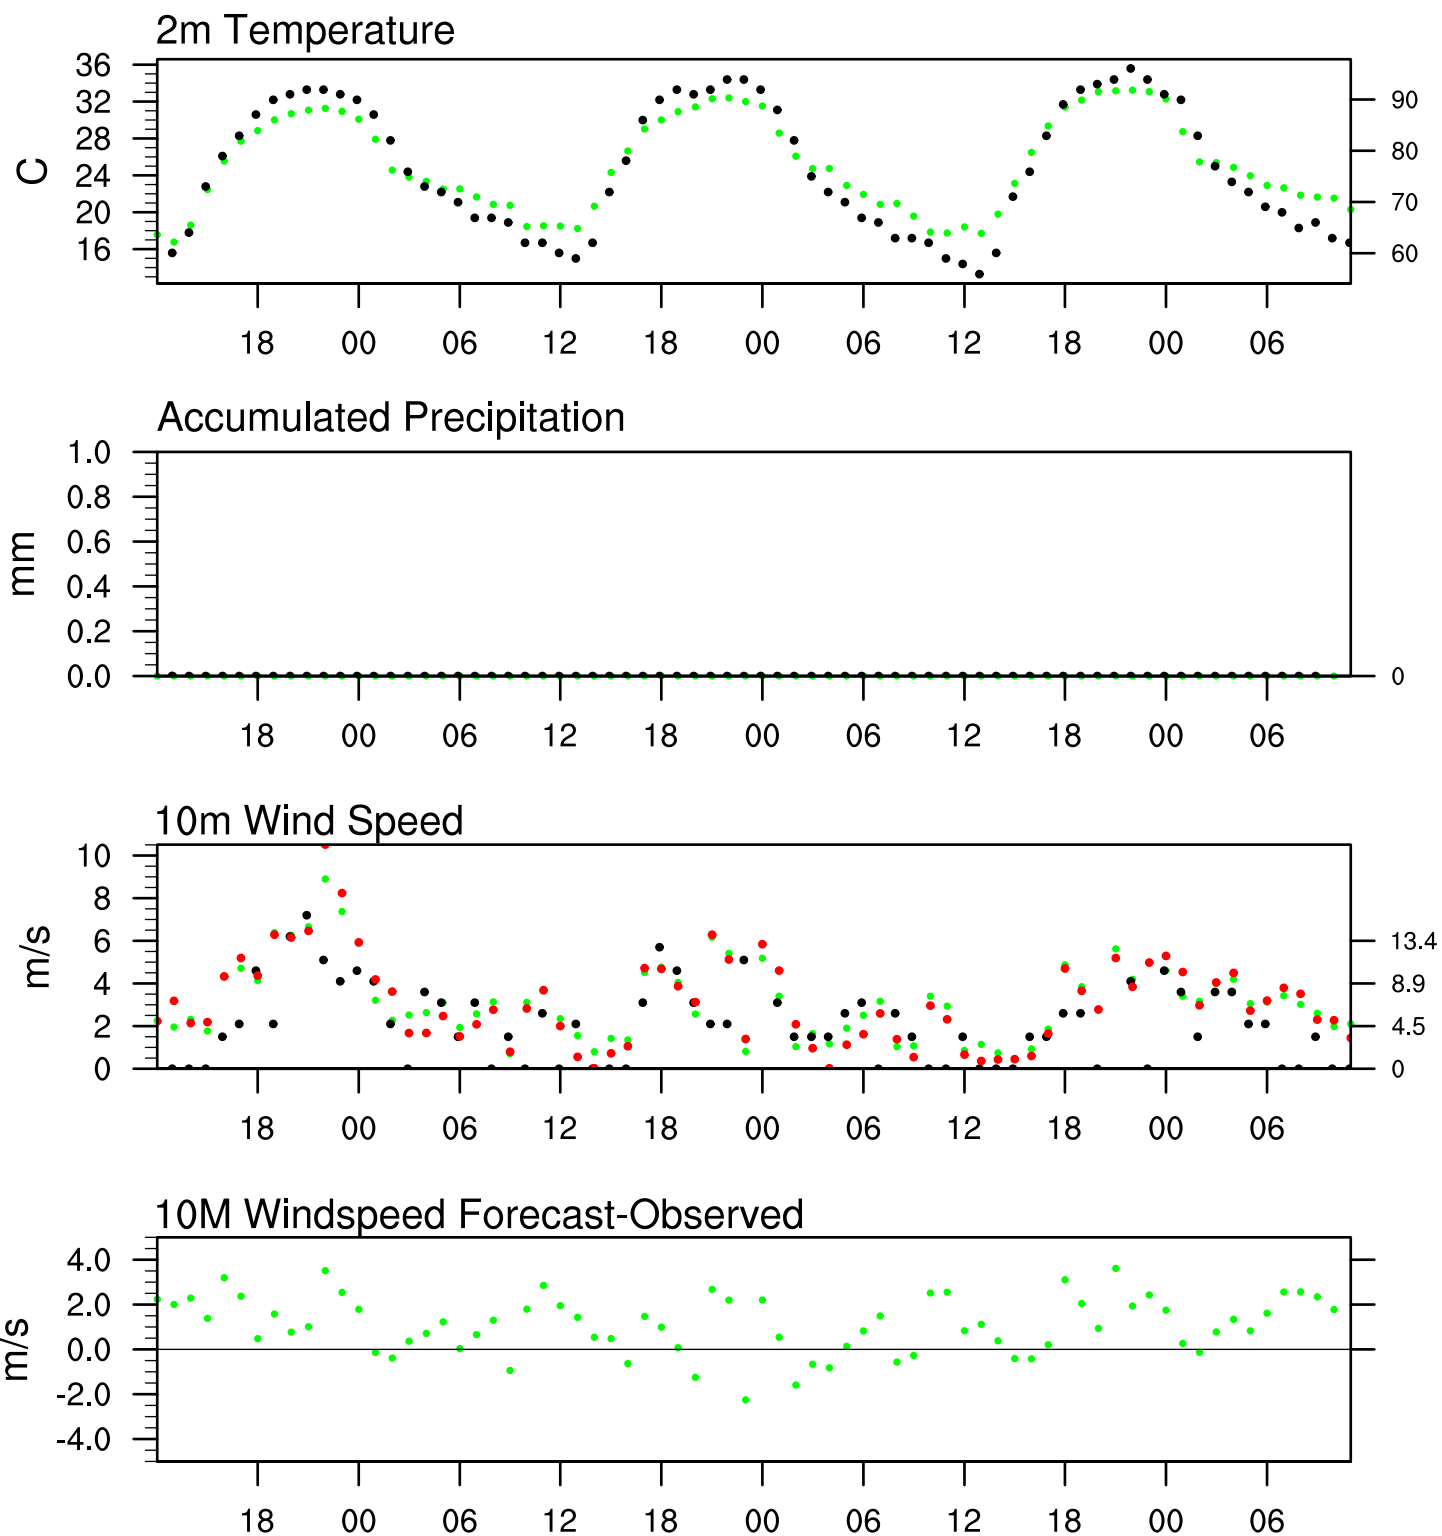 2m Temperature
36
32
28
24
20
16
C
90
80
70
60
18 00 06 12 18 00 06 12 18 00 06
Accumulated Precipitation
1.0
0.8
0.6
0.4
0.2
0.0
mm
0
18 00 06 12 18 00 06 12 18 00 06
10m Wind Speed
10
8
6
4
2
0
m/s
13.4
8.9
4.5
0
18 00 06 12 18 00 06 12 18 00 06
10M Windspeed Forecast-Observed
4.0
2.0
0.0
-2.0
-4.0
m/s
18 00 06 12 18 00 06 12 18 00 06